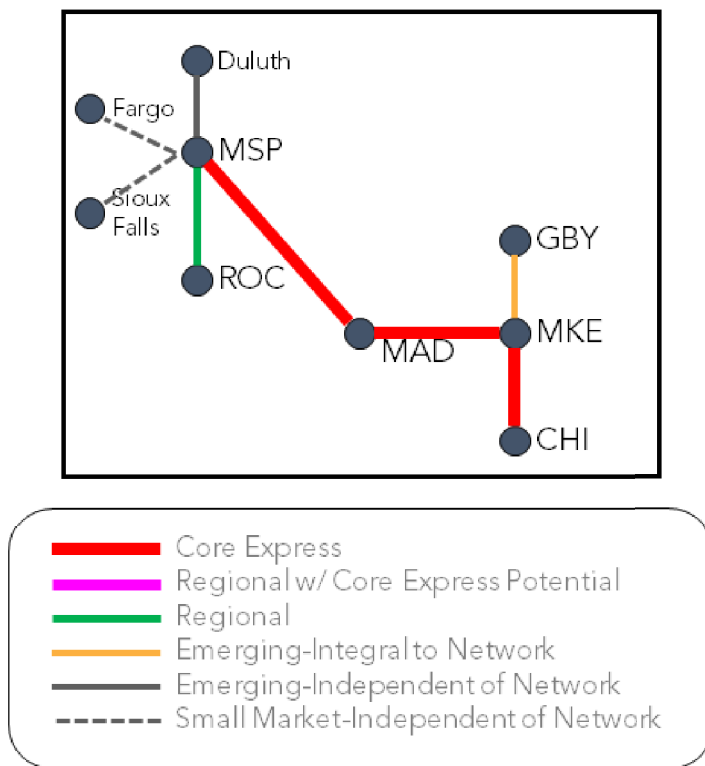 Duluth
Fargo
MSP
Sioux
Falls
GBY
ROC
MAD
MKE
CHI
Core Express
Regional w/ Core Express Potential
Regional
Emerging-Integral to Network
Emerging-Independent of Network
Small Market-Independent of Network